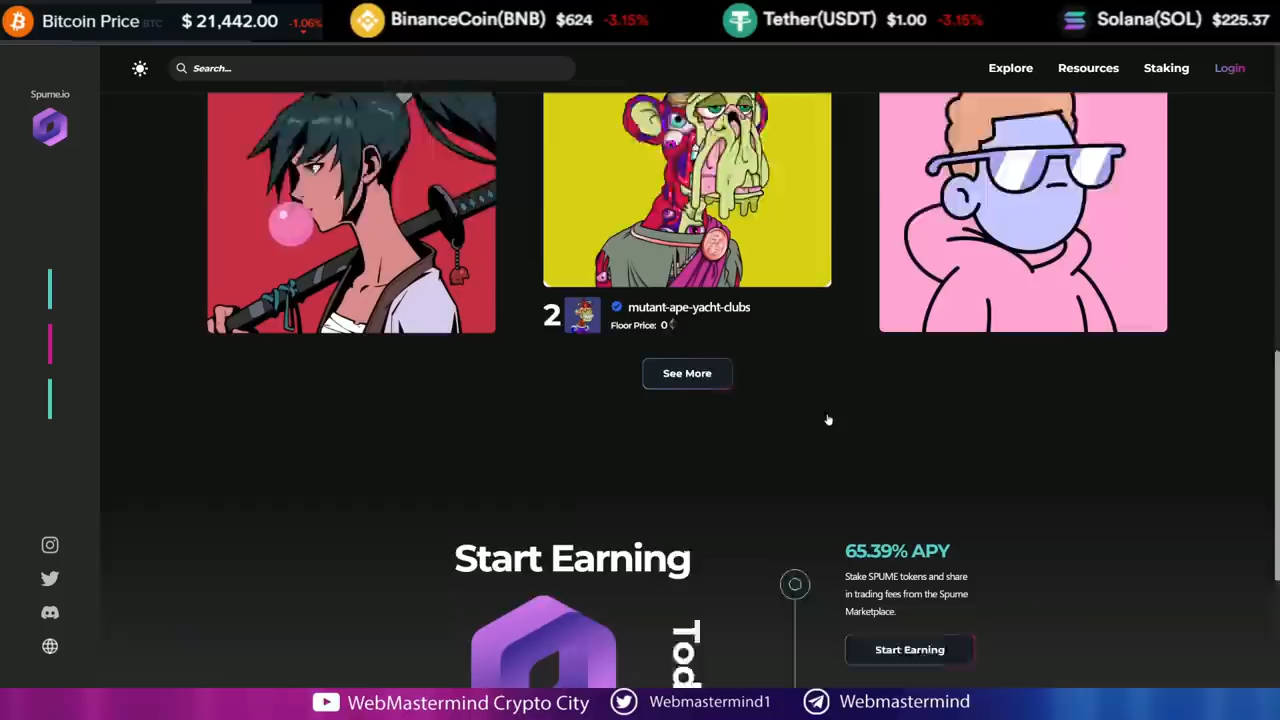 Bitcoin Price BTC $ 21,442.00 -1.06%
BinanceCoin(BNB) $624 -3.15%
Tether(USDT) $1.00 -3.15%
Solana(SOL) $225.37
Search...
Explore
Resources
Staking
Login
Spume.io
2
mutant-ape-yacht-clubs
Floor Price: 0
See More
Start Earning
Tod
65.39% APY
Stake SPUME tokens and share
in trading fees from the Spume
Marketplace.
Start Earning
WebMastermind Crypto City
Webmastermind1
Webmastermind